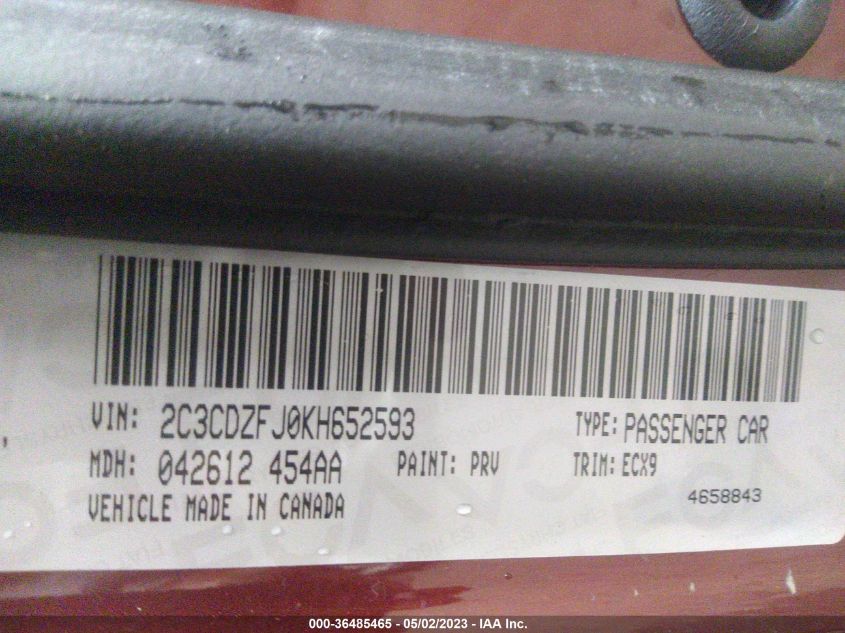 VIN: 2C3CDZFJ0KH652593 TYPE: PASSENGER CAR
MDH: 042612 454AA PAINT: PRV TRIM: ECX9
VEHICLE MADE IN CANADA 4658843
000-36485465 - 05/02/2023 - IAA Inc.